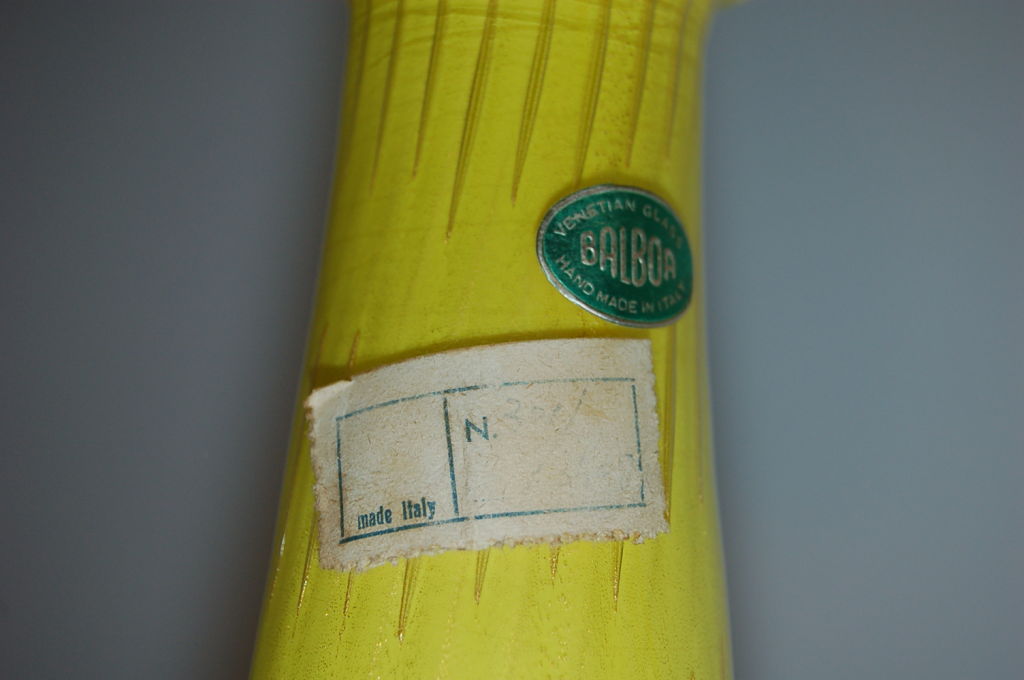 VENETIAN GLASS
BALBOA
HAND MADE IN ITALY
N.
made Italy